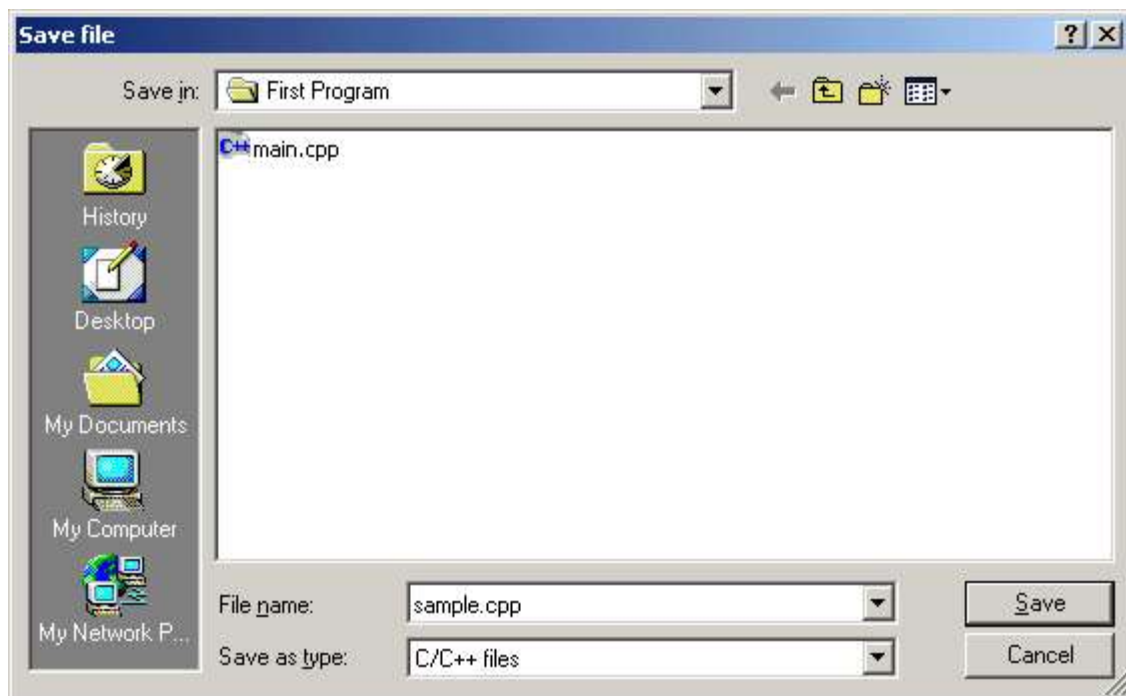 Save file
Save in: First Program
C++ main.cpp
History
Desktop
My Documents
My Computer
My Network P...
File name: sample.cpp
Save
Save as type: C/C++ files
Cancel